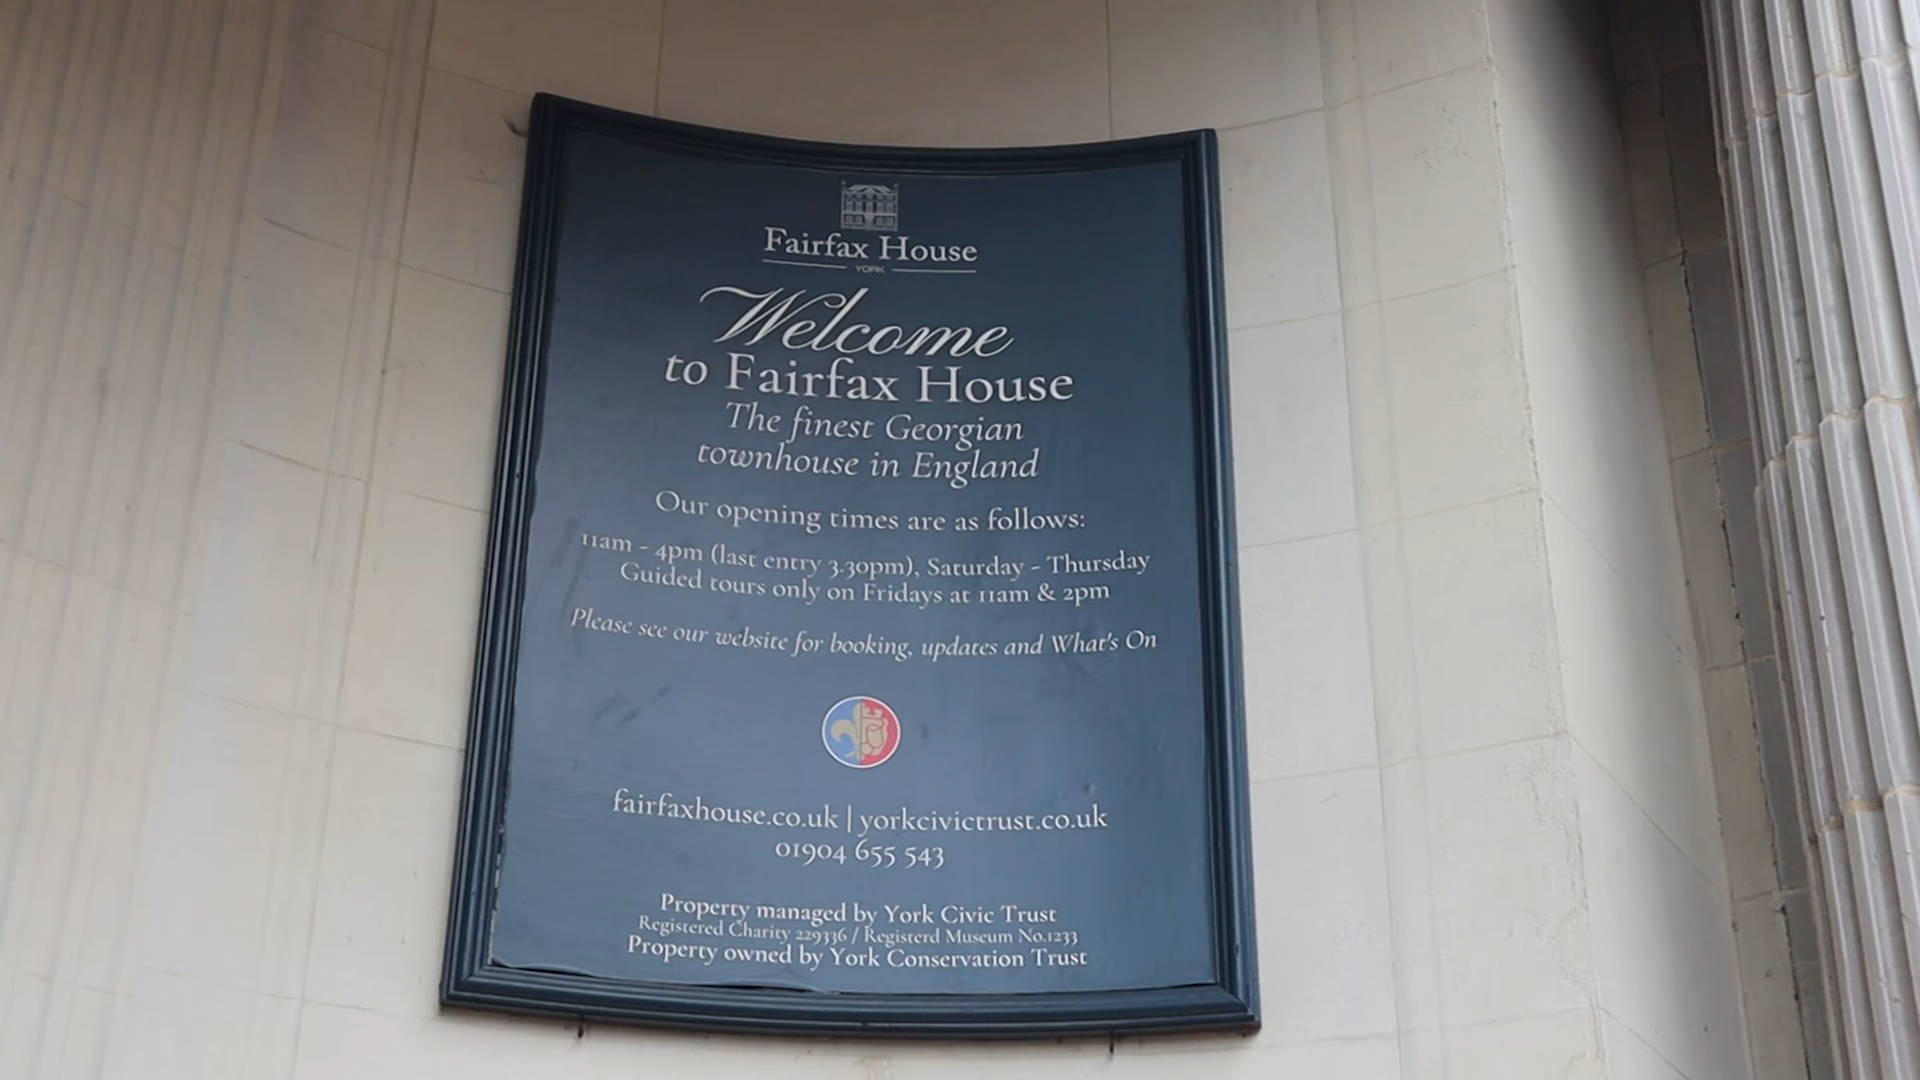 Fairfax House
YORK
Welcome
to Fairfax House
The finest Georgian
townhouse in England
Our opening times are as follows:
11am - 4pm (last entry 3.30pm), Saturday - Thursday
Guided tours only on Fridays at 11am & 2pm
Please see our website for booking, updates and What's On
fairfaxhouse.co.uk | yorkcivictrust.co.uk
01904 655 543
Property managed by York Civic Trust
Registered Charity 229336 / Registerd Museum No.1233
Property owned by York Conservation Trust